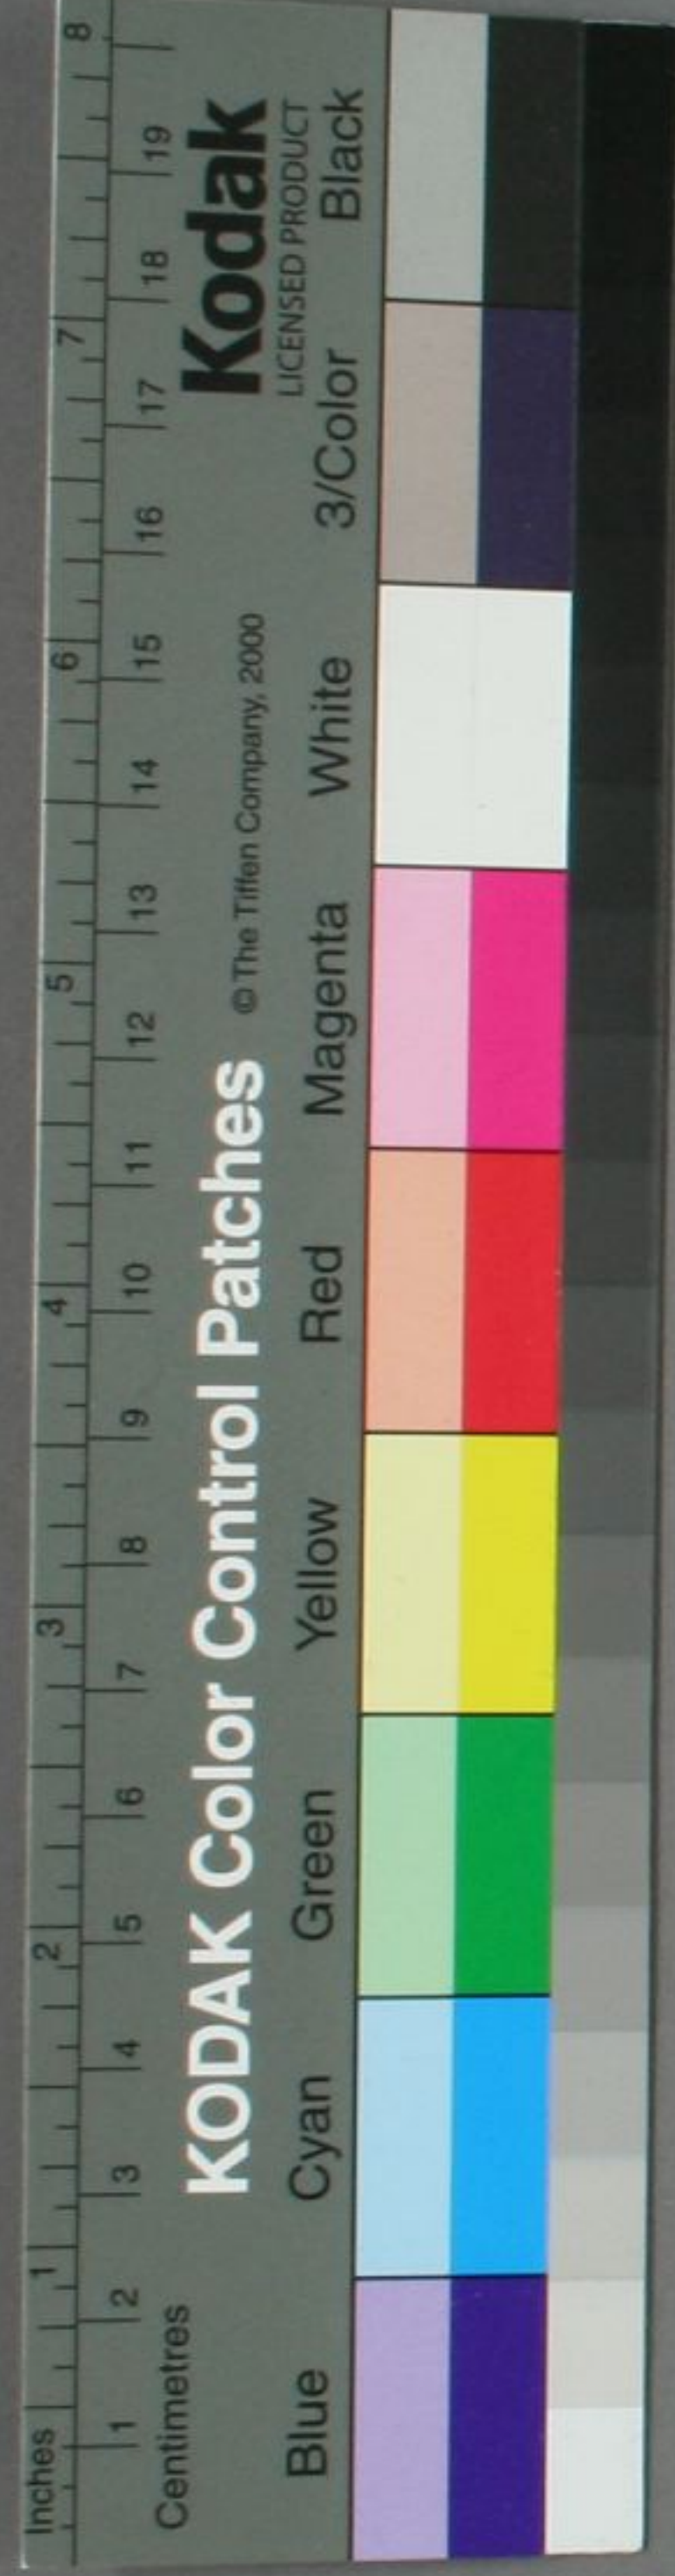 Inches 1 2 3 4 5 6 7 8
1 2 3 4 5 6 7 8 9 10 11 12 13 14 15 16 17 18 19
Centimetres
KODAK Color Control Patches © The Tiffen Company, 2000
Kodak
LICENSED PRODUCT
Blue Cyan Green Yellow Red Magenta White 3/Color Black